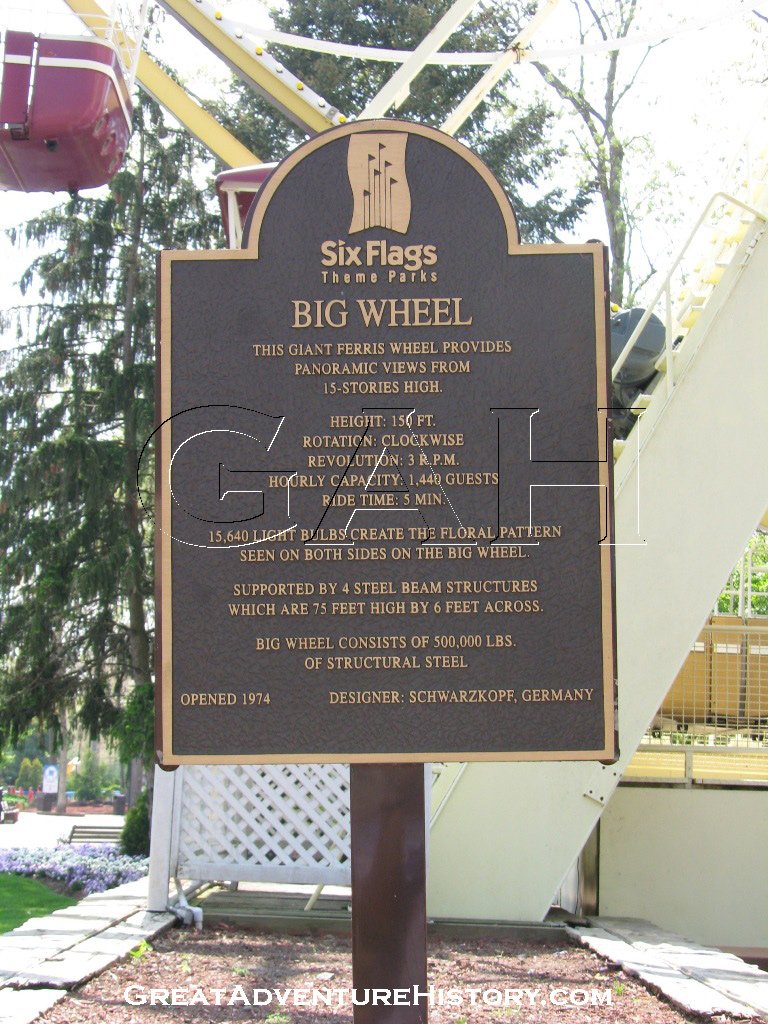 Six Flags
Theme Parks
BIG WHEEL
THIS GIANT FERRIS WHEEL PROVIDES
PANORAMIC VIEWS FROM
15-STORIES HIGH.
HEIGHT: 150 FT.
ROTATION: CLOCKWISE
REVOLUTION: 3 R.P.M.
HOURLY CAPACITY: 1,440 GUESTS
RIDE TIME: 5 MIN.
GAH
15,640 LIGHT BULBS CREATE THE FLORAL PATTERN
SEEN ON BOTH SIDES ON THE BIG WHEEL.
SUPPORTED BY 4 STEEL BEAM STRUCTURES
WHICH ARE 75 FEET HIGH BY 6 FEET ACROSS.
BIG WHEEL CONSISTS OF 500,000 LBS.
OF STRUCTURAL STEEL
OPENED 1974 DESIGNER: SCHWARZKOPF, GERMANY
GREATADVENTUREHISTORY.COM